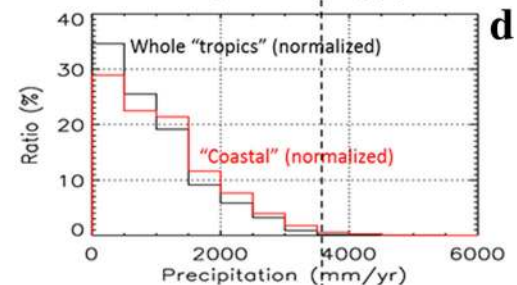 40
d
Whole “tropics” (normalized)
30
Ratio (%)
20
“Coastal” (normalized)
10
0
0 2000 4000 6000
Precipitation (mm/yr)